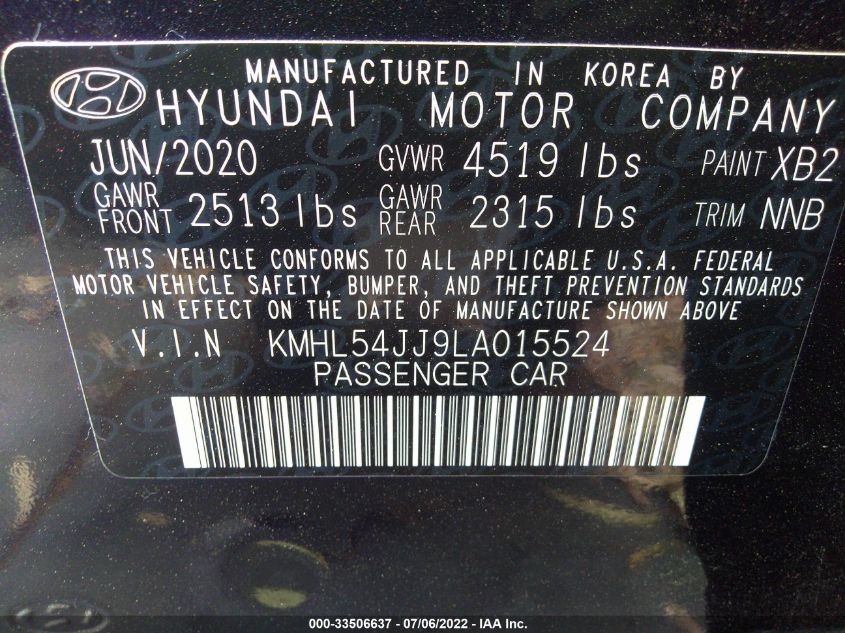 MANUFACTURED IN KOREA BY
HYUNDAI MOTOR COMPANY
JUN/2020 GVWR 4519 lbs PAINT XB2
GAWR FRONT 2513 lbs GAWR REAR 2315 lbs TRIM NNB
THIS VEHICLE CONFORMS TO ALL APPLICABLE U.S.A. FEDERAL
MOTOR VEHICLE SAFETY, BUMPER, AND THEFT PREVENTION STANDARDS
IN EFFECT ON THE DATE OF MANUFACTURE SHOWN ABOVE
V.I.N KMHL54JJ9LA015524
PASSENGER CAR
000-33506637 - 07/06/2022 - IAA Inc.